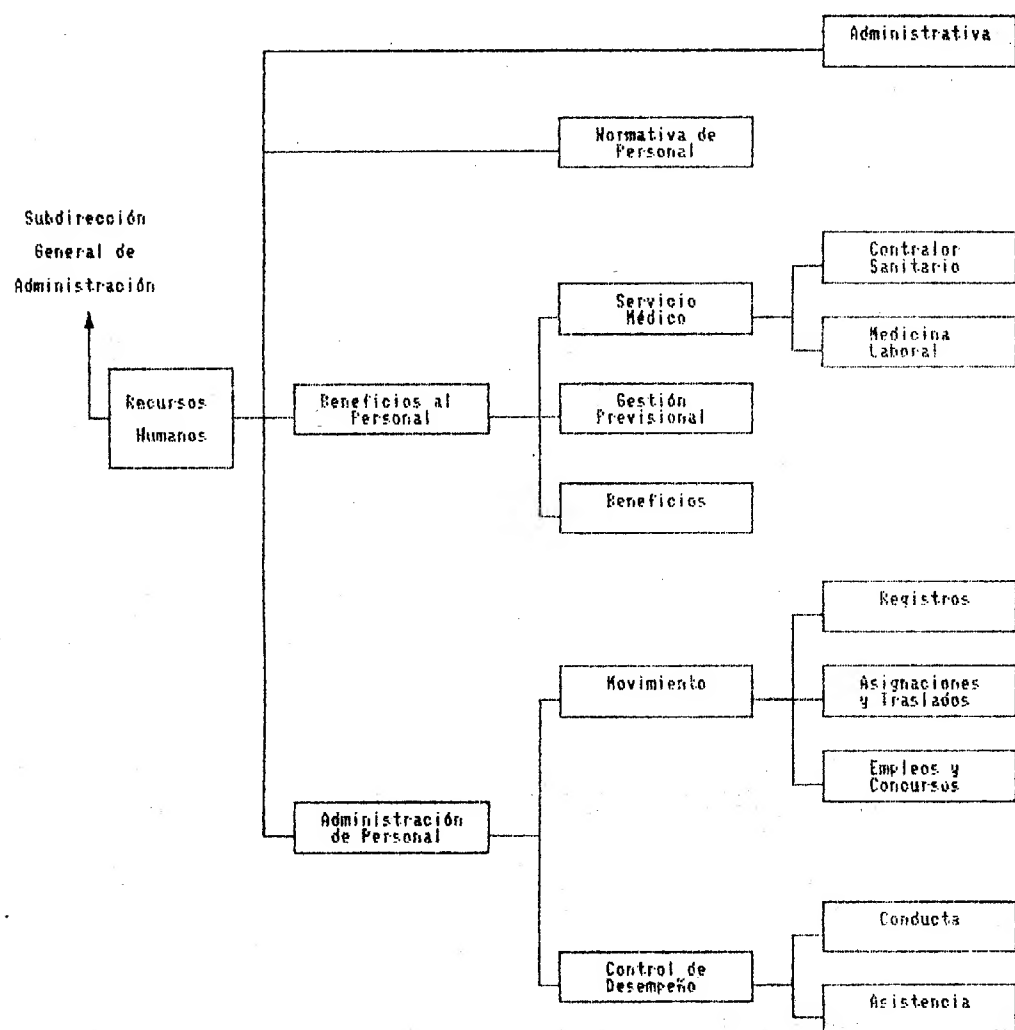 Administrativa
Normativa de
Personal
Subdirección
General de
Administración
Contralor
Sanitario
Servicio
Médico
Medicina
Laboral
Recursos
Humanos
Beneficios al
Personal
Gestión
Previsional
Beneficios
Registros
Movimiento
Asignaciones
y Traslados
Empleos y
Concursos
Administración
de Personal
Conducta
Control de
Desempeño
Asistencia